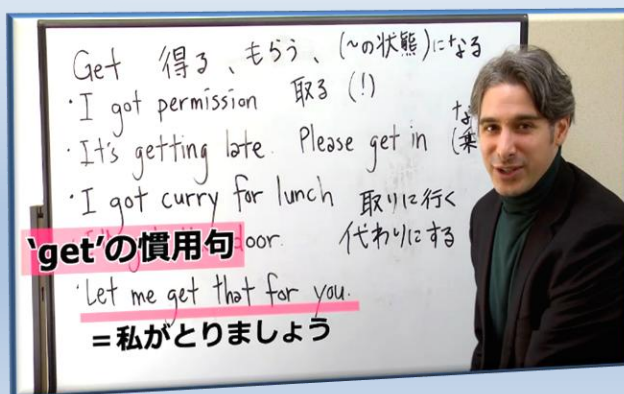 Get 得る、もらう、(〜の状態)になる
・I got permission 取る (!)
・It's getting late. Please get in (
・I got curry for lunch 取りに行く
door. 代わりにする
'get'の慣用句
・Let me get that for you.
=私がとりましょう